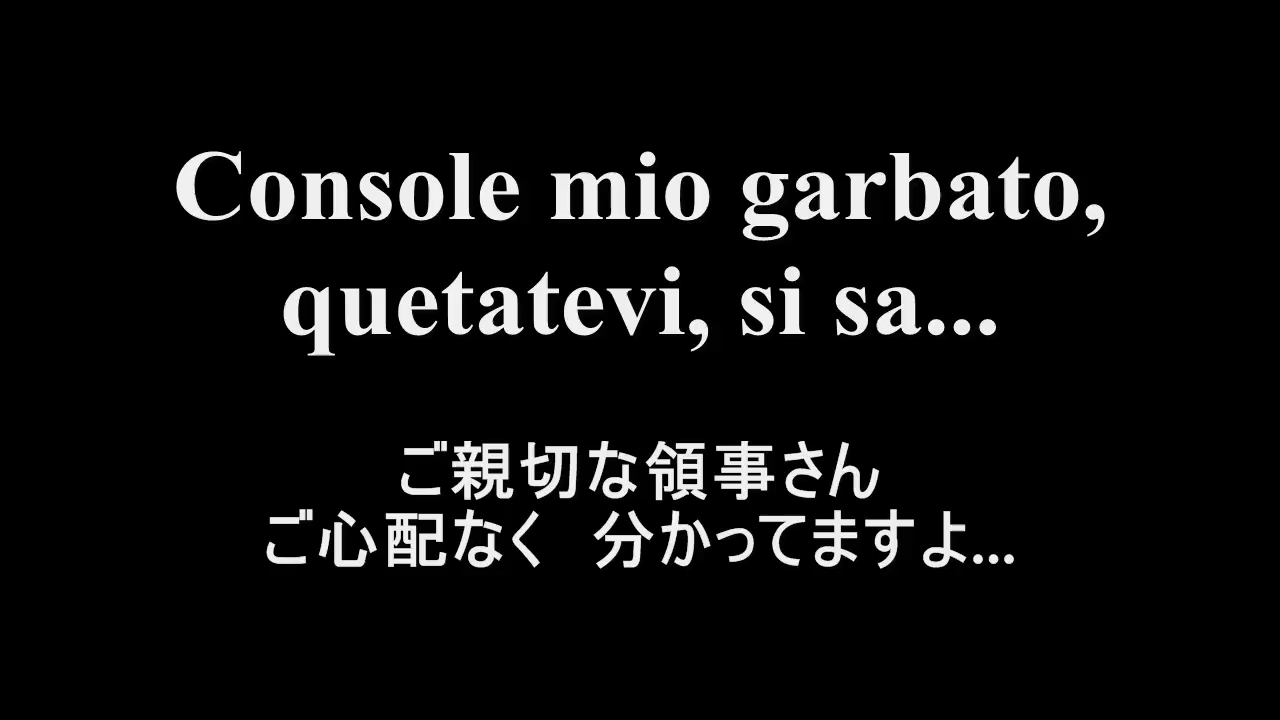 Console mio garbato,
quetatevi, si sa...
ご親切な領事さん
ご心配なく　分かってますよ...